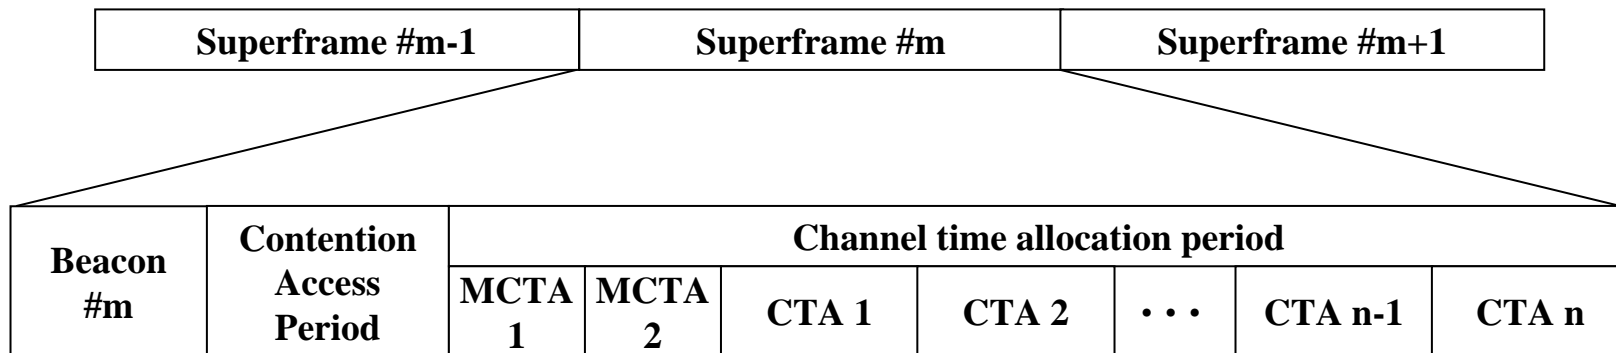 Superframe #m-1
Superframe #m
Superframe #m+1
Beacon
#m
Contention
Access
Period
Channel time allocation period
MCTA
1
MCTA
2
CTA 1
CTA 2
· · ·
CTA n-1
CTA n